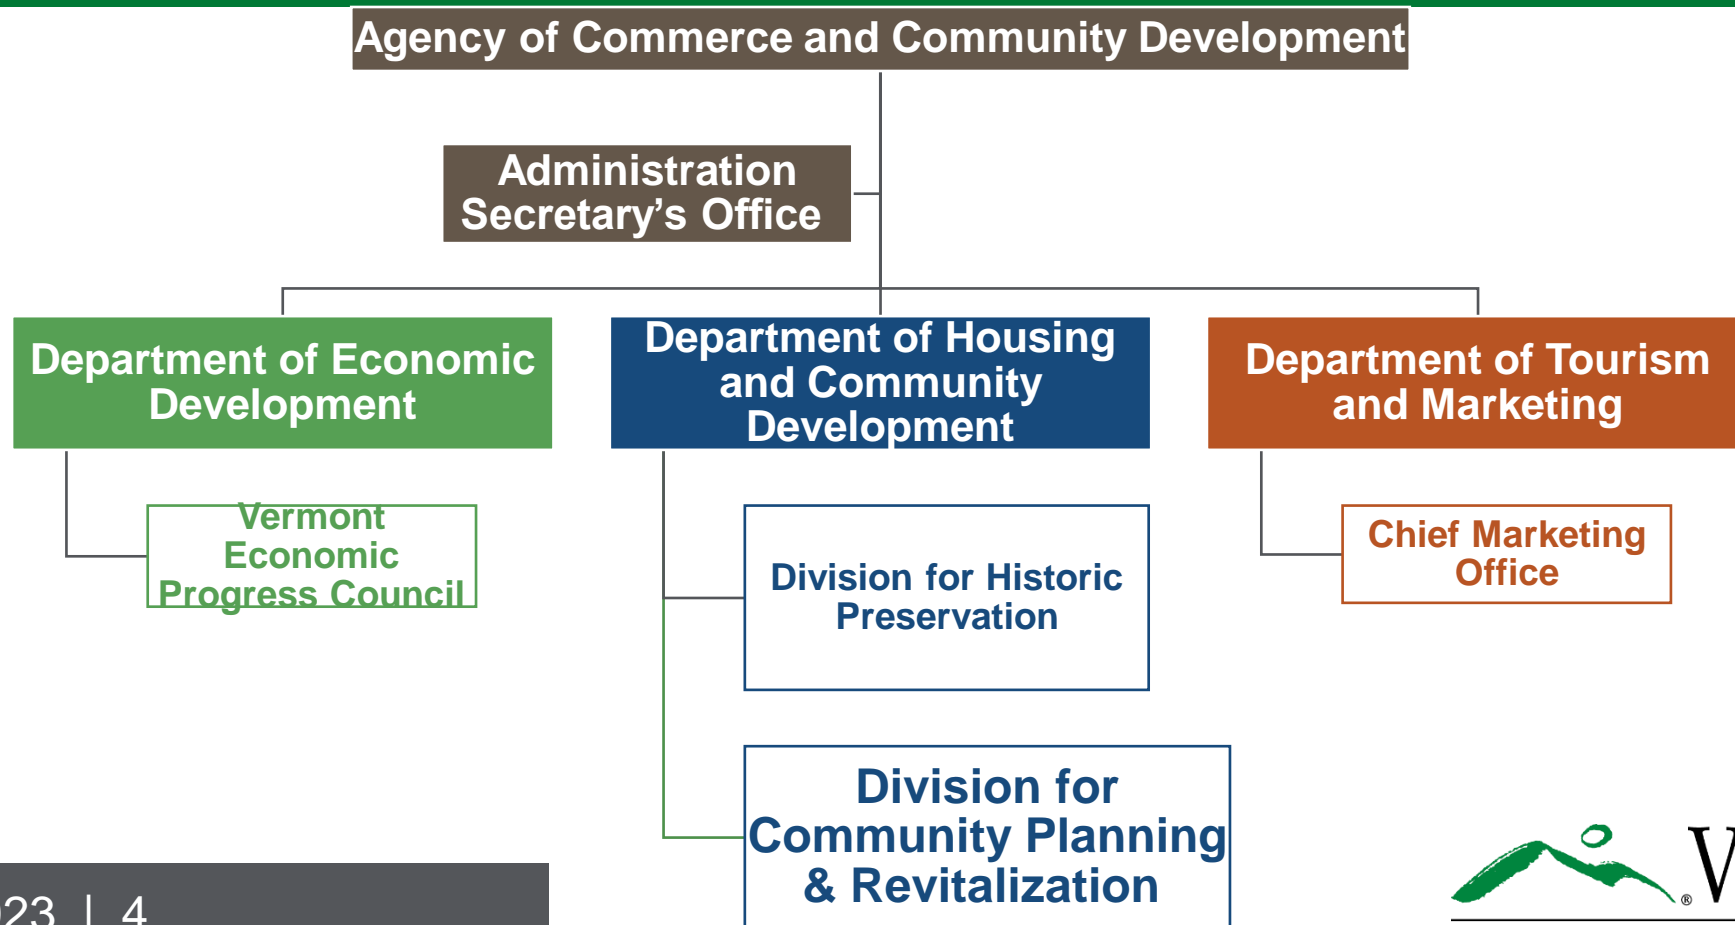 Agency of Commerce and Community Development
Administration
Secretary’s Office
Department of Economic
Development
Department of Housing
and Community
Development
Department of Tourism
and Marketing
Vermont
Economic
Progress Council
Chief Marketing
Office
Division for Historic
Preservation
Division for
Community Planning
& Revitalization
23 | 4
®
V